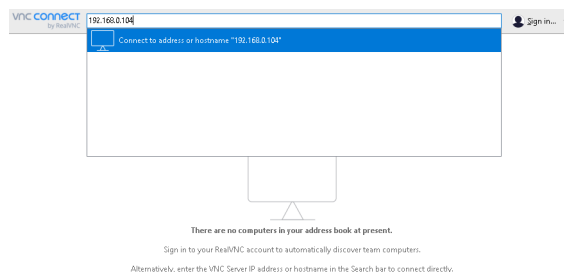 vnc connect
by RealVNC
192.168.0.104
Sign in...
Connect to address or hostname "192.168.0.104"
There are no computers in your address book at present.
Sign in to your RealVNC account to automatically discover team computers.
Alternatively, enter the VNC Server IP address or hostname in the Search bar to connect directly.